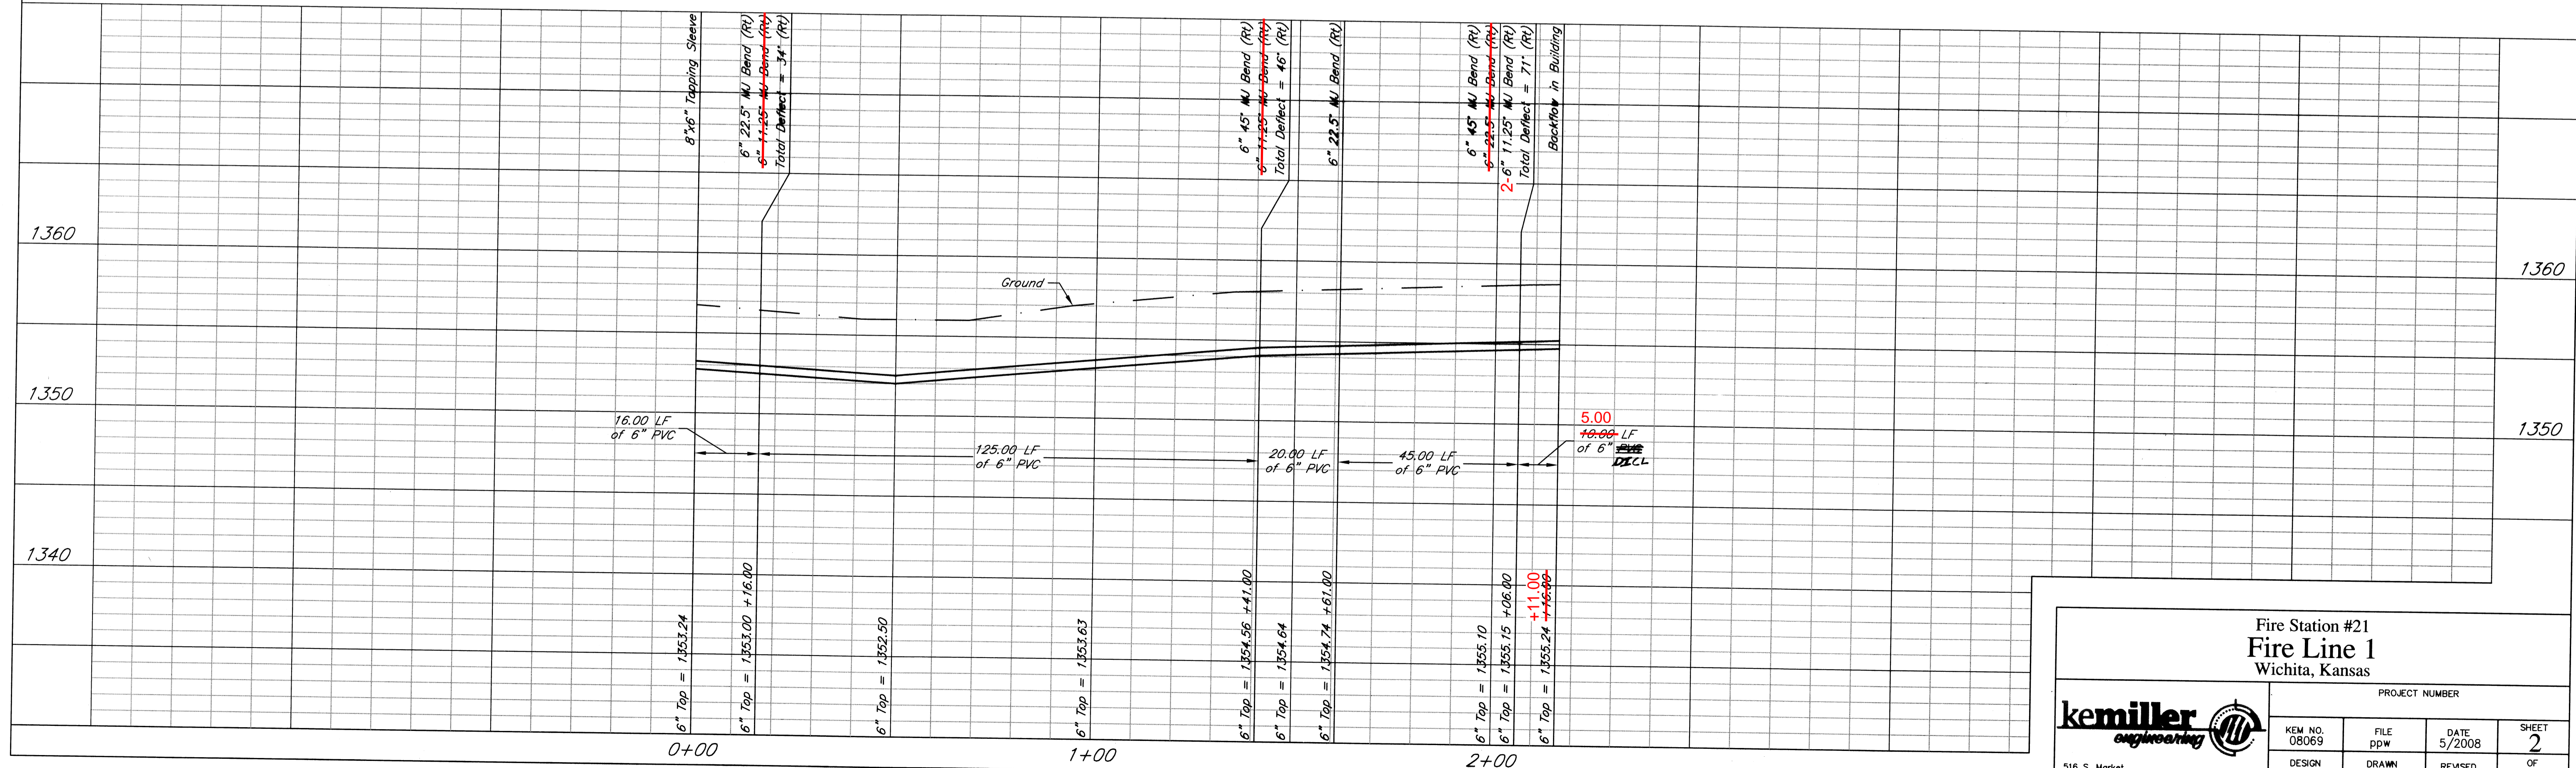 8"x6" Tapping Sleeve
6" 22.5° MJ Bend (Rt)
6" 11.25° MJ Bend (Rt)
Total Deflect = 34° (Rt)
6" 45° MJ Bend (Rt)
6" 11.25° MJ Bend (Rt)
Total Deflect = 46° (Rt)
6" 22.5° MJ Bend (Rt)
6" 45° MJ Bend (Rt)
6" 22.5° MJ Bend (Rt)
2-6" 11.25° MJ Bend (Rt)
Total Deflect = 71° (Rt)
Backflow in Building
1360
1360
Ground
1350
1350
16.00 LF
of 6" PVC
125.00 LF
of 6" PVC
20.00 LF
of 6" PVC
45.00 LF
of 6" PVC
5.00
10.00 LF
of 6" PVC
DICL
1340
6" Top = 1353.24
6" Top = 1353.00 +16.00
6" Top = 1352.50
6" Top = 1353.63
6" Top = 1354.56 +41.00
6" Top = 1354.64
6" Top = 1354.74 +61.00
6" Top = 1355.10
6" Top = 1355.15 +06.00
+11.00
6" Top = 1355.24 +16.00
0+00
1+00
2+00
Fire Station #21
Fire Line 1
Wichita, Kansas
PROJECT NUMBER
kemiller
engineering
KEM NO.
08069
FILE
ppw
DATE
5/2008
SHEET
2
516 S. Market
DESIGN
DRAWN
REVISED
OF